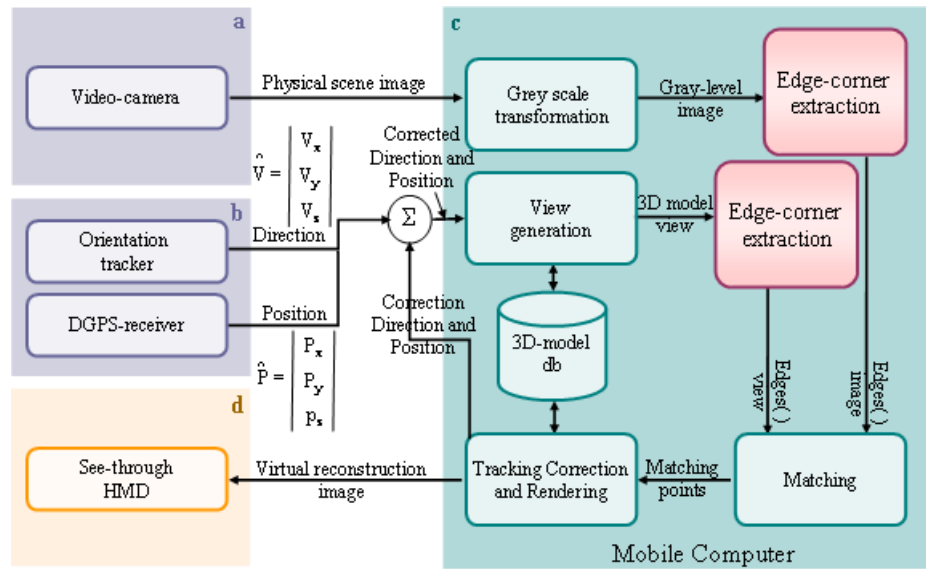 a
Video-camera
Physical scene image
c
Grey scale
transformation
Gray-level
image
Edge-corner
extraction
V̂ =
Vx
Vy
Vs
Corrected
Direction and
Position
b
Orientation
tracker
Direction
Σ
View
generation
3D model
view
Edge-corner
extraction
DGPS-receiver
Position
P̂ =
Px
Py
Ps
Correction
Direction and
Position
3D-model
db
Edges( )
view
Edges( )
image
d
See-through
HMD
Virtual reconstruction
image
Tracking Correction
and Rendering
Matching
points
Matching
Mobile Computer